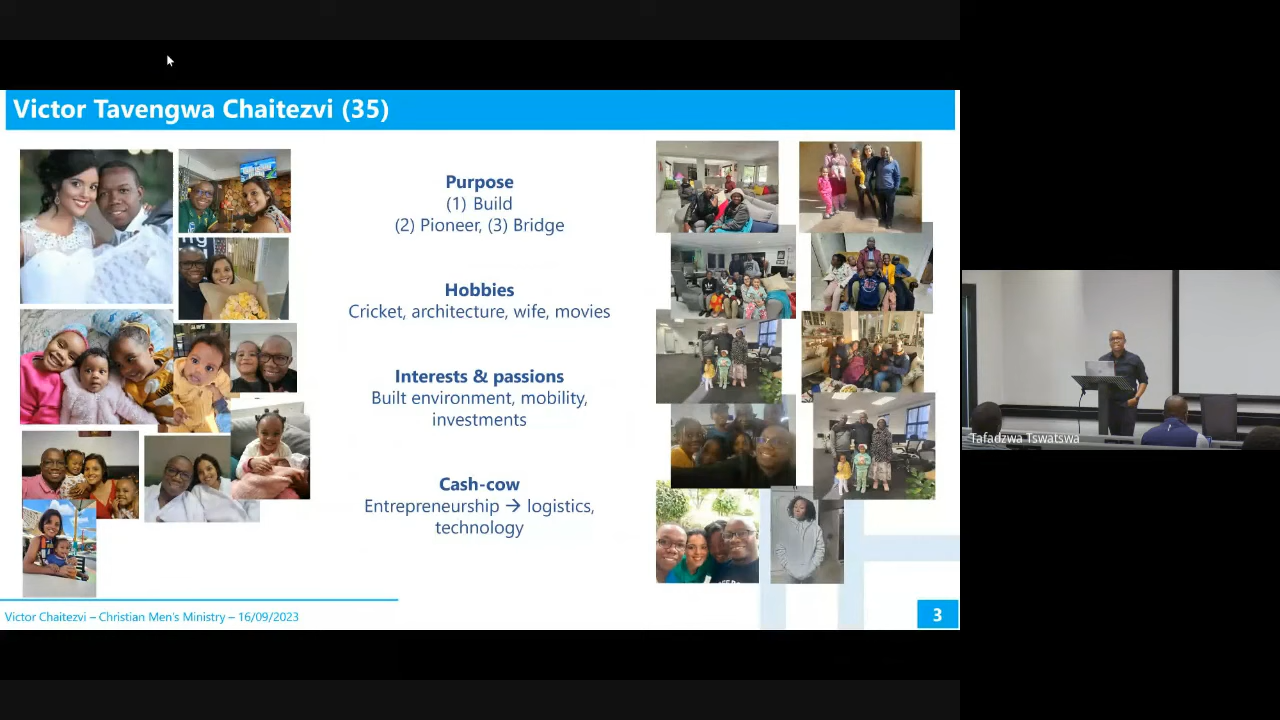 Victor Tavengwa Chaitezvi (35)
Purpose
(1) Build
(2) Pioneer, (3) Bridge
Hobbies
Cricket, architecture, wife, movies
Interests & passions
Built environment, mobility,
investments
Cash-cow
Entrepreneurship → logistics,
technology
Victor Chaitezvi – Christian Men's Ministry – 16/09/2023
3
Tafadzwa Tswatswa